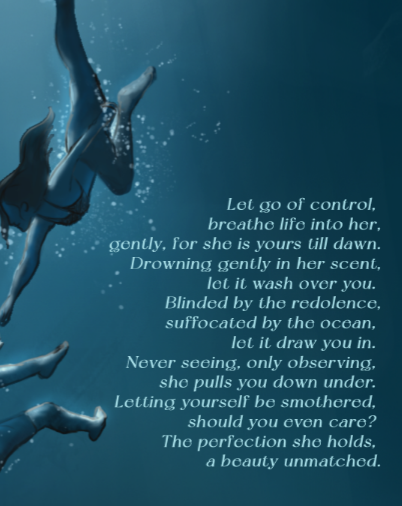 Let go of control,
breathe life into her,
gently, for she is yours till dawn.
Drowning gently in her scent,
let it wash over you.
Blinded by the redolence,
suffocated by the ocean,
let it draw you in.
Never seeing, only observing,
she pulls you down under.
Letting yourself be smothered,
should you even care?
The perfection she holds,
a beauty unmatched.